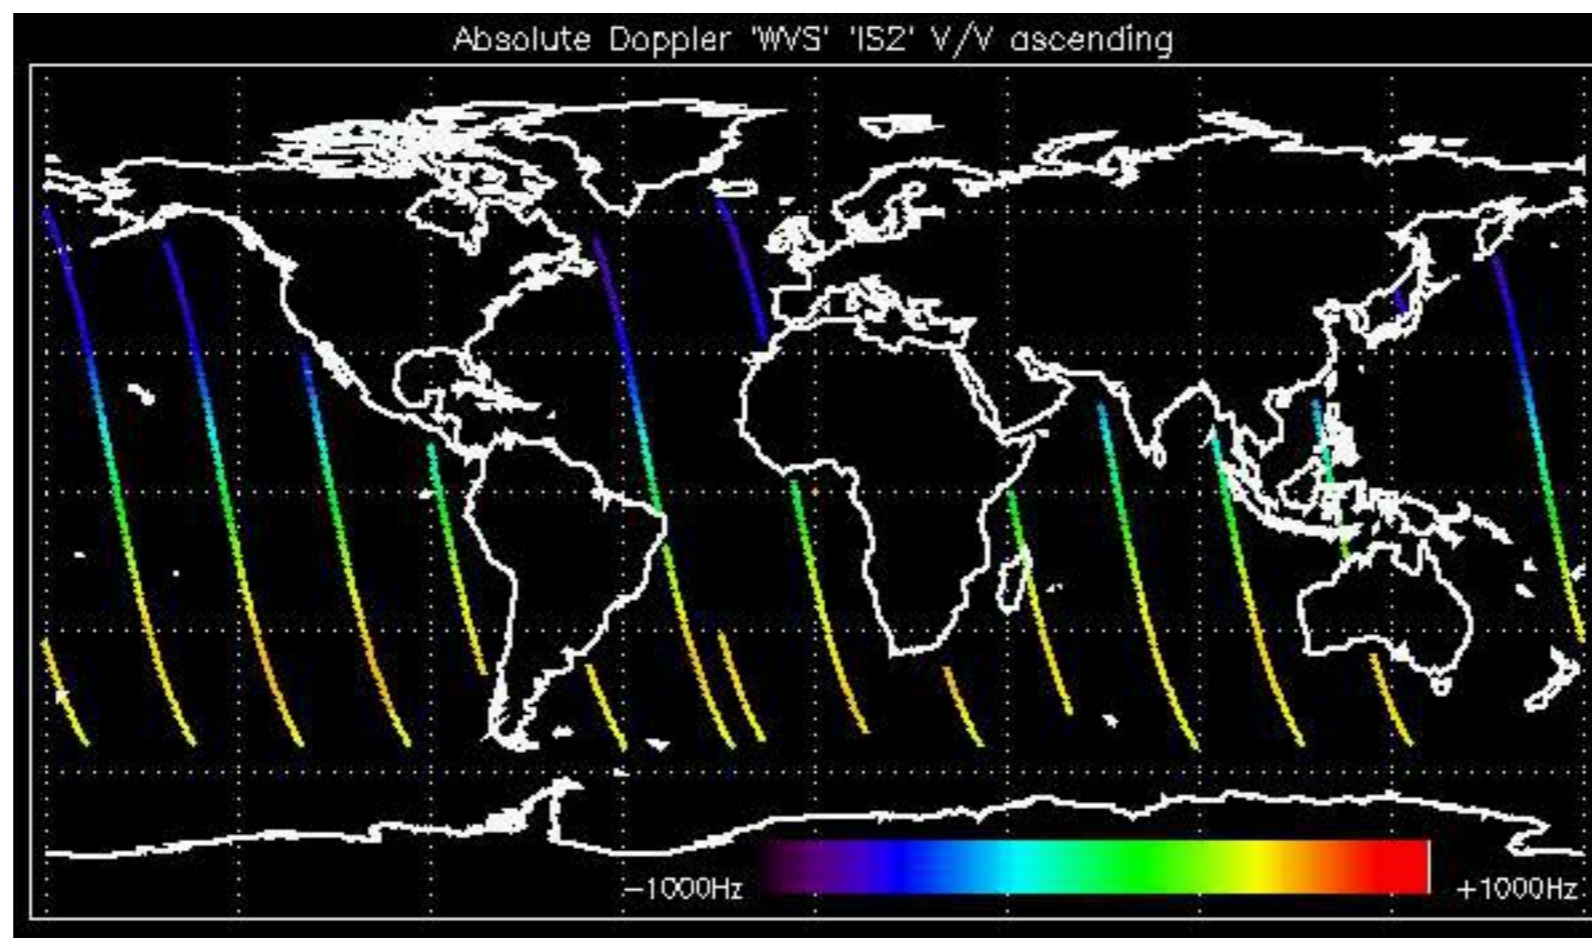 Absolute Doppler 'WVS' 'IS2' V/V ascending
-1000Hz +1000Hz